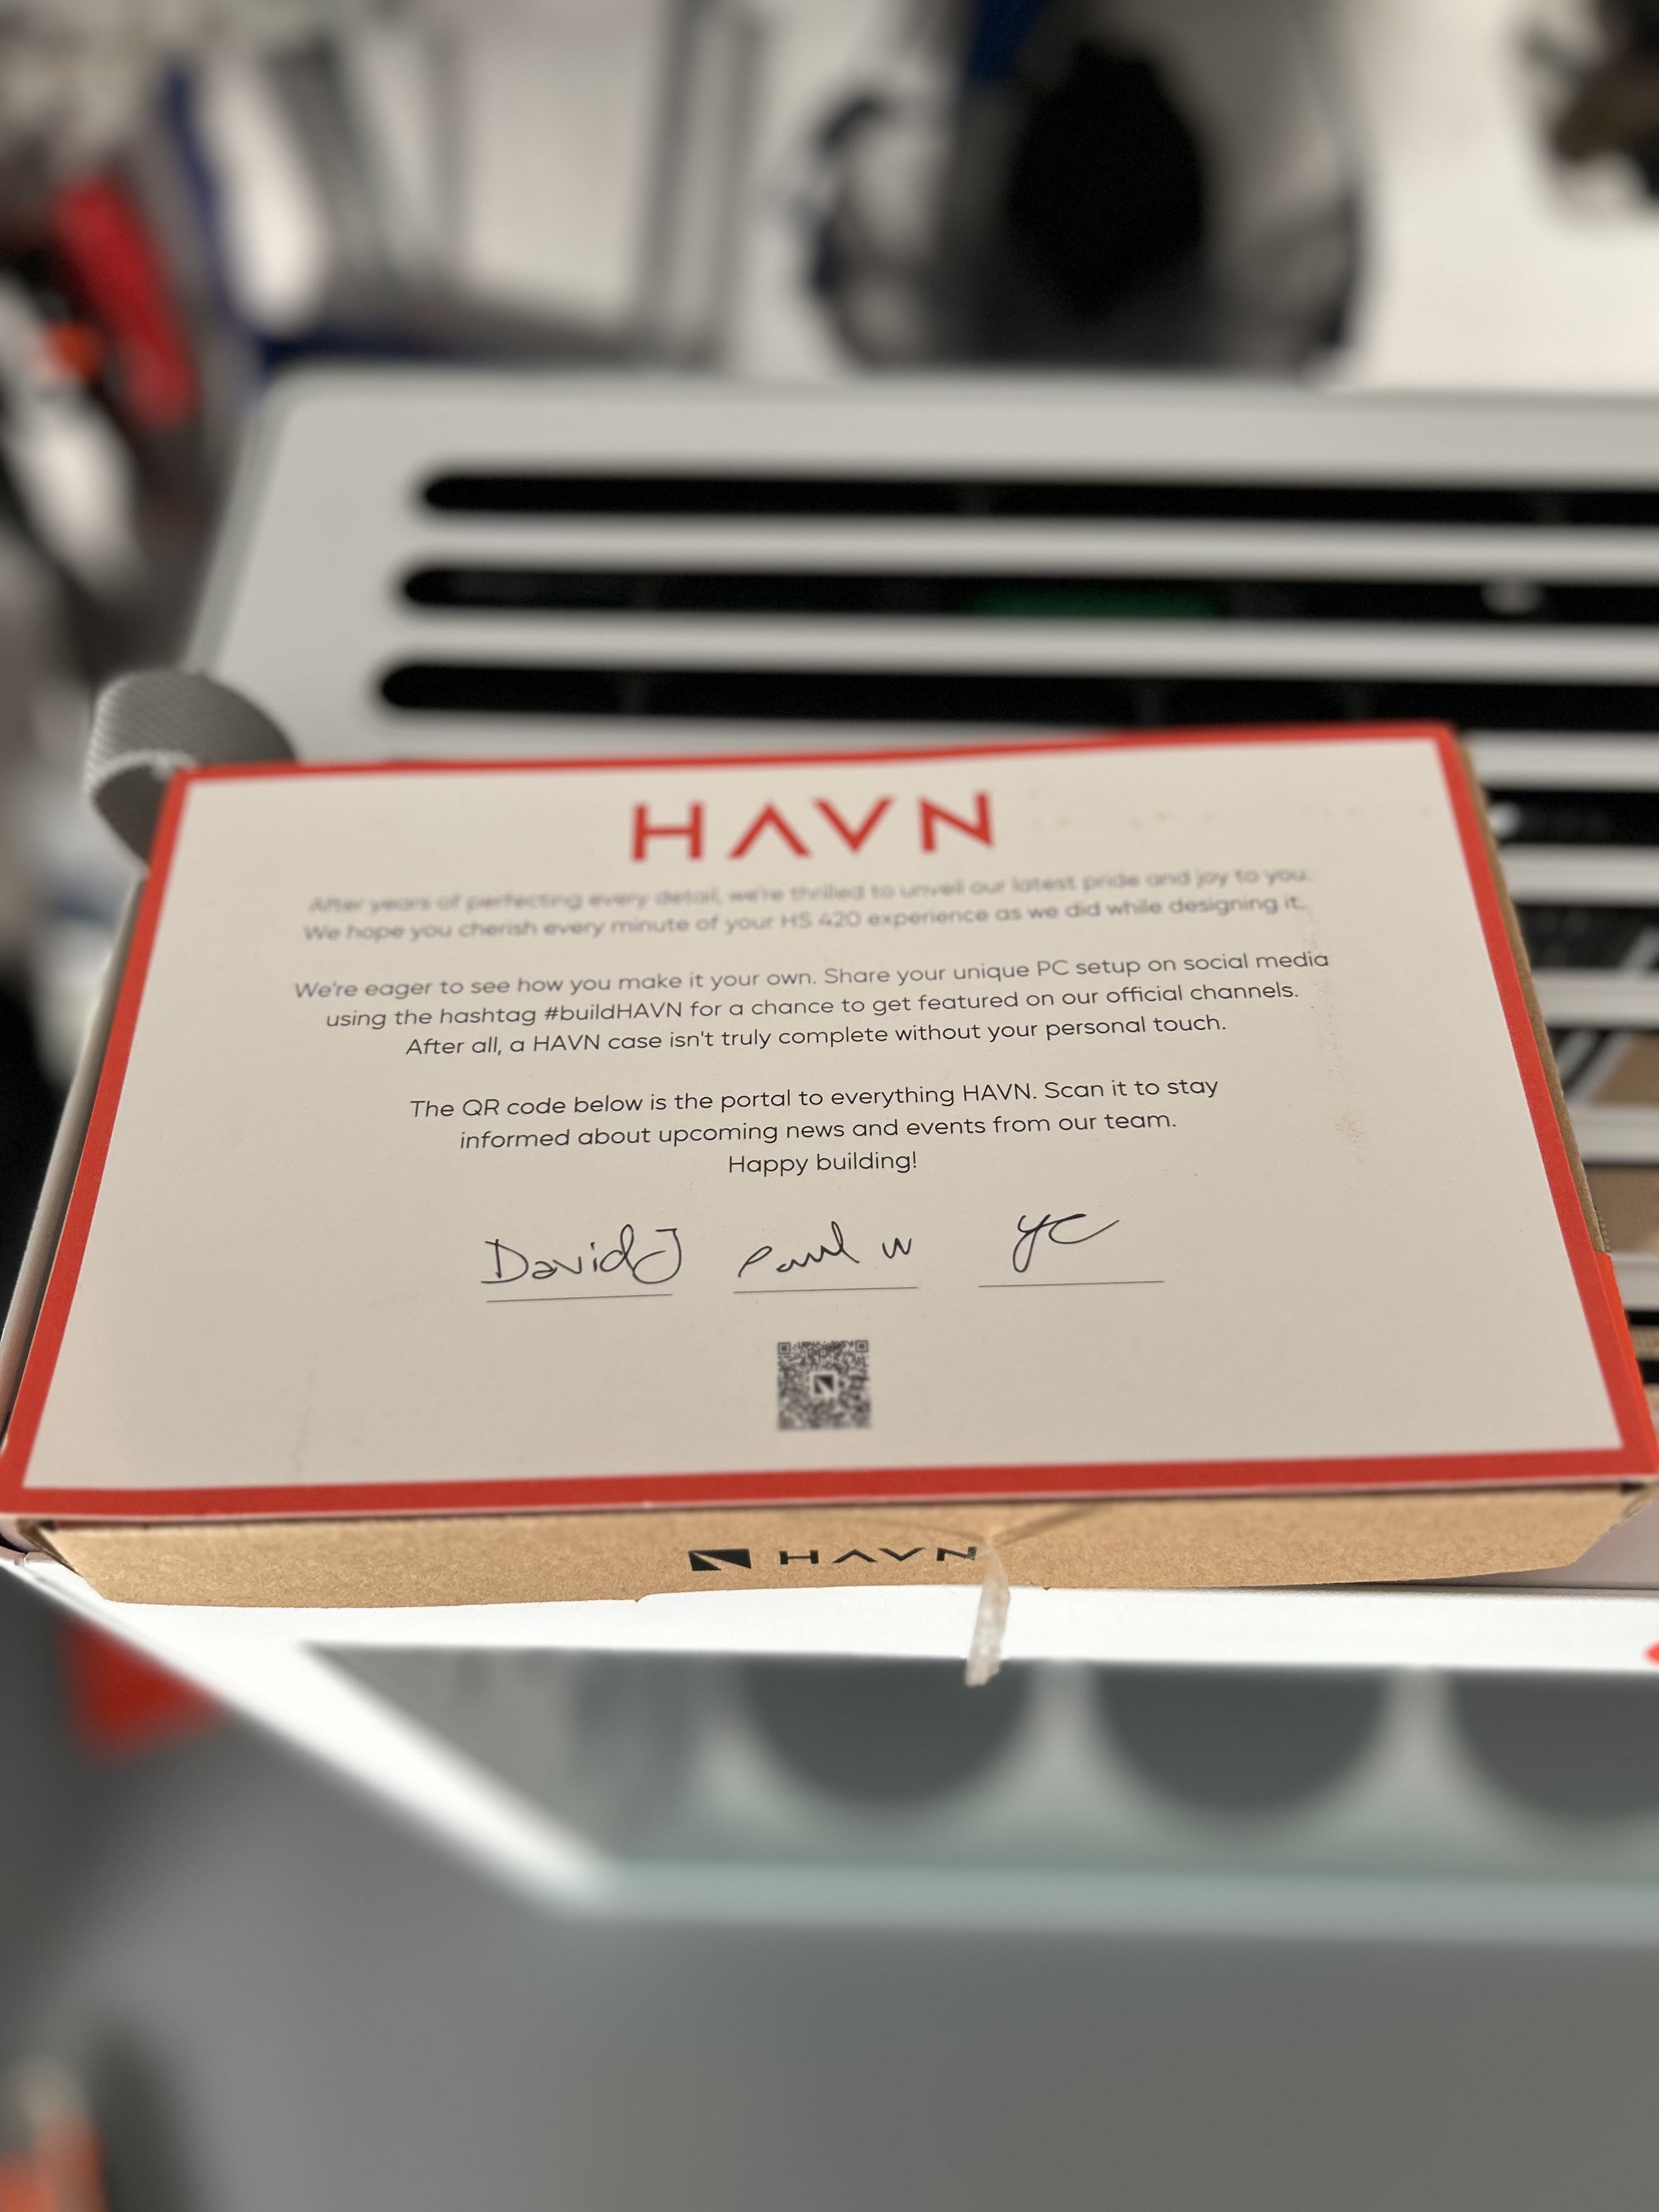 HAVN
After years of perfecting every detail, we're thrilled to unveil our latest pride and joy to you.
We hope you cherish every minute of your HS 420 experience as we did while designing it.
We're eager to see how you make it your own. Share your unique PC setup on social media
using the hashtag #buildHAVN for a chance to get featured on our official channels.
After all, a HAVN case isn't truly complete without your personal touch.
The QR code below is the portal to everything HAVN. Scan it to stay
informed about upcoming news and events from our team.
Happy building!
David J Paul W YC
HAVN